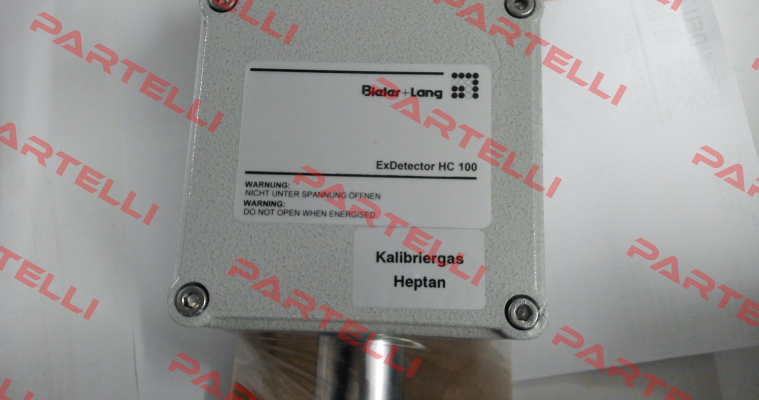 Bieler+Lang
ExDetector HC 100
WARNUNG:
NICHT UNTER SPANNUNG ÖFFNEN
WARNING:
DO NOT OPEN WHEN ENERGISED
Kalibriergas
Heptan
PARTELLI
PARTELLI
PARTELLI
PARTELLI
PARTELLI
PARTELLI
PARTELLI
PARTELLI
PARTELLI
PARTELLI